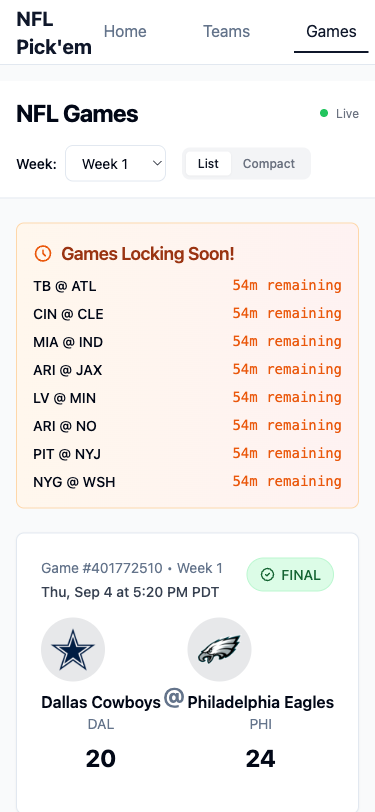 NFL
Pick'em
Home
Teams
Games
NFL Games
Live
Week:
Week 1
List
Compact
Games Locking Soon!
TB @ ATL
54m remaining
CIN @ CLE
54m remaining
MIA @ IND
54m remaining
ARI @ JAX
54m remaining
LV @ MIN
54m remaining
ARI @ NO
54m remaining
PIT @ NYJ
54m remaining
NYG @ WSH
54m remaining
Game #401772510 • Week 1
Thu, Sep 4 at 5:20 PM PDT
FINAL
Dallas Cowboys @ Philadelphia Eagles
DAL
PHI
20
24